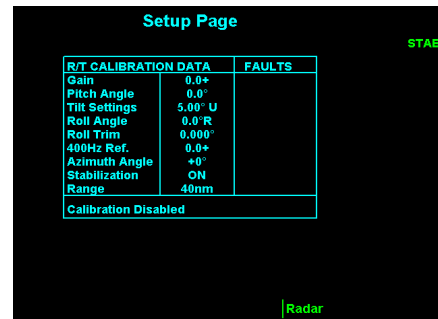 Setup Page
STAB
R/T CALIBRATION DATA FAULTS
Gain 0.0+
Pitch Angle 0.0°
Tilt Settings 5.00° U
Roll Angle 0.0°R
Roll Trim 0.000°
400Hz Ref. 0.0+
Azimuth Angle +0°
Stabilization ON
Range 40nm
Calibration Disabled
Radar